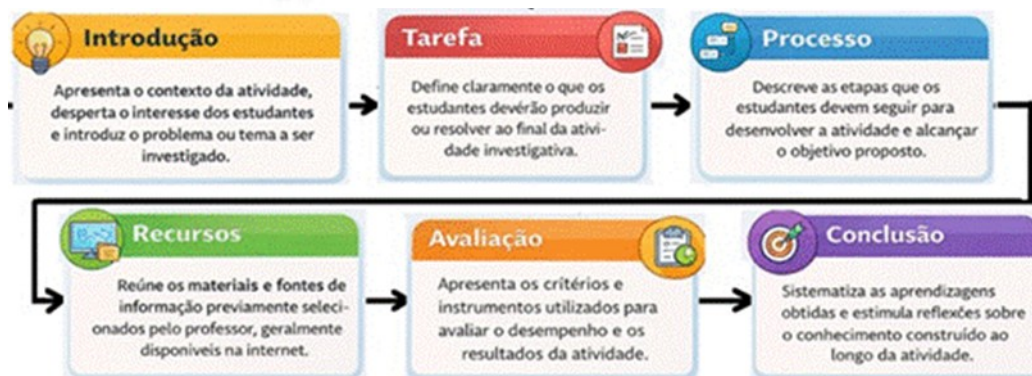 Introdução
Apresenta o contexto da atividade,
desperta o interesse dos estudantes
e introduz o problema ou tema a ser
investigado.
Tarefa
Define claramente o que os
estudantes devêrão produzir
ou resolver ao final da ativi-
dade investigativa.
Processo
Descreve as etapas que os
estudantes devem seguir para
desenvolver a atividade e alcançar
o objetivo proposto.
Recursos
Reúne os materiais e fontes de
informação previamente seleci-
onados pelo professor, geralmente
disponiveis na internet.
Avaliação
Apresenta os critérios e
instrumentos utilizados para
avaliar o desempenho e os
resultados da atividade.
Conclusão
Sistematiza as aprendizagens
obtidas e estimula reflexões sobre
o conhecimento construído ao
longo da atividade.